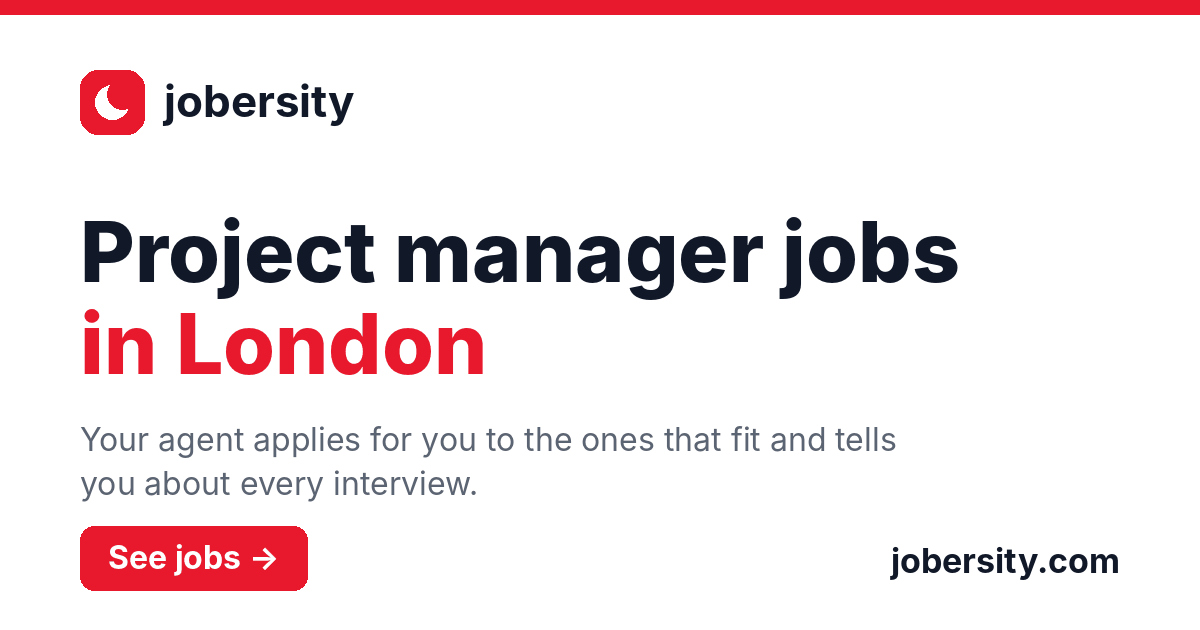 jobersity
Project manager jobs
in London
Your agent applies for you to the ones that fit and tells
you about every interview.
See jobs →
jobersity.com